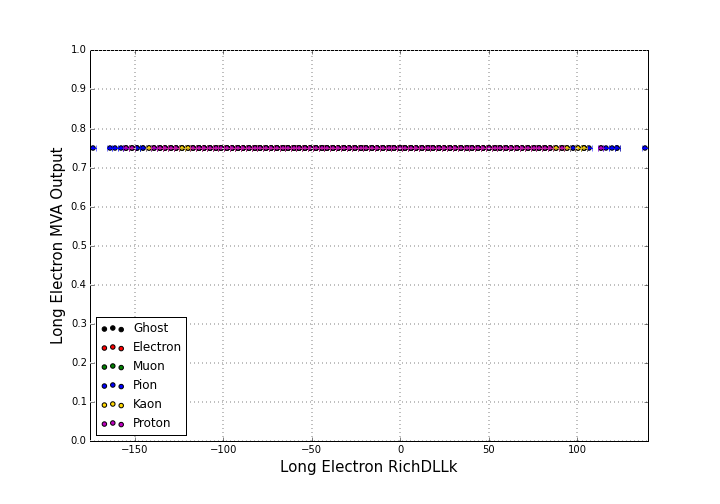 1.0
0.9
0.8
0.7
0.6
0.5
0.4
0.3
0.2
0.1
0.0
Long Electron MVA Output
Ghost
Electron
Muon
Pion
Kaon
Proton
−150 −100 −50 0 50 100
Long Electron RichDLLk